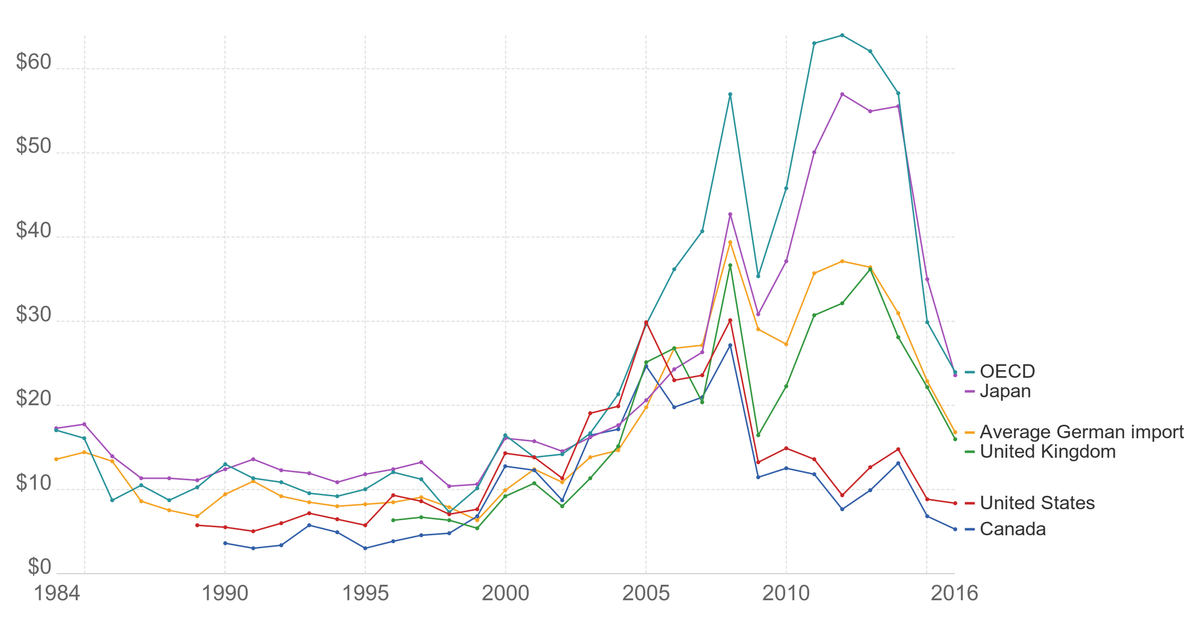 $60
$50
$40
$30
$20
$10
$0
1984 1990 1995 2000 2005 2010 2016
OECD
Japan
Average German import
United Kingdom
United States
Canada